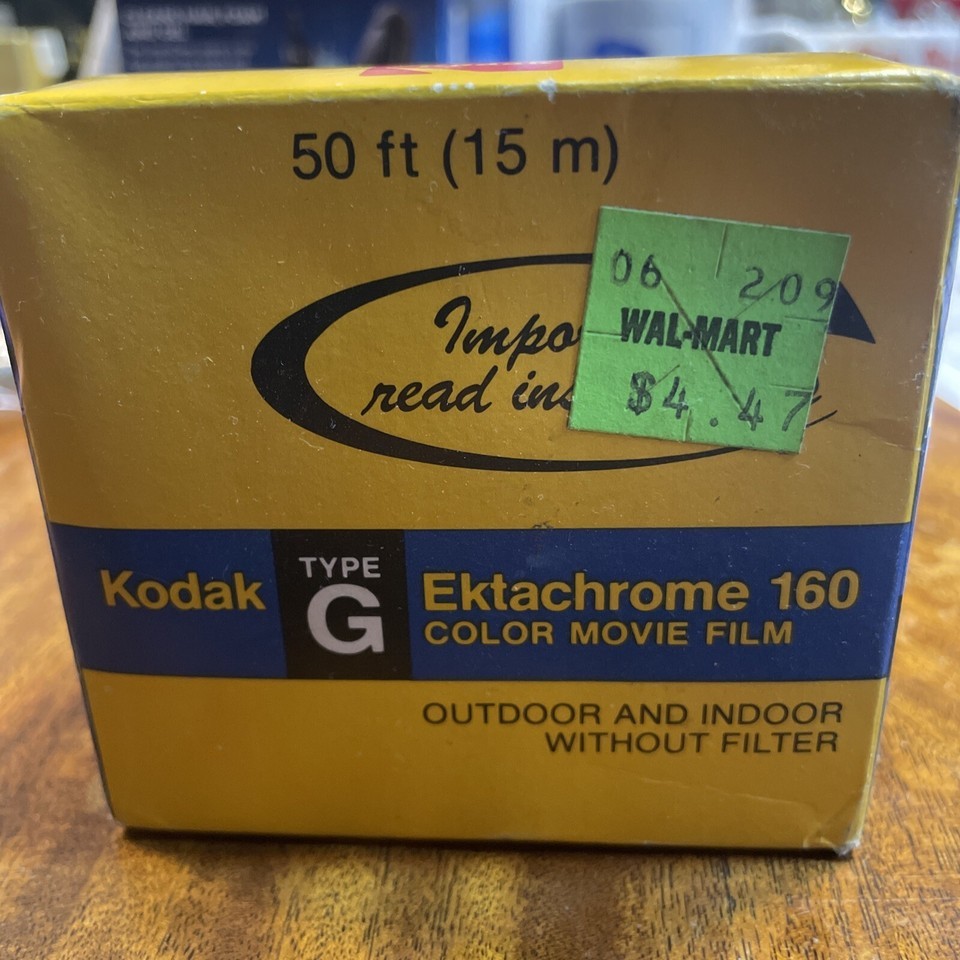 50 ft (15 m)
06 209
WAL-MART
$4.47
read
Kodak
TYPE
G
Ektachrome 160
COLOR MOVIE FILM
OUTDOOR AND INDOOR
WITHOUT FILTER